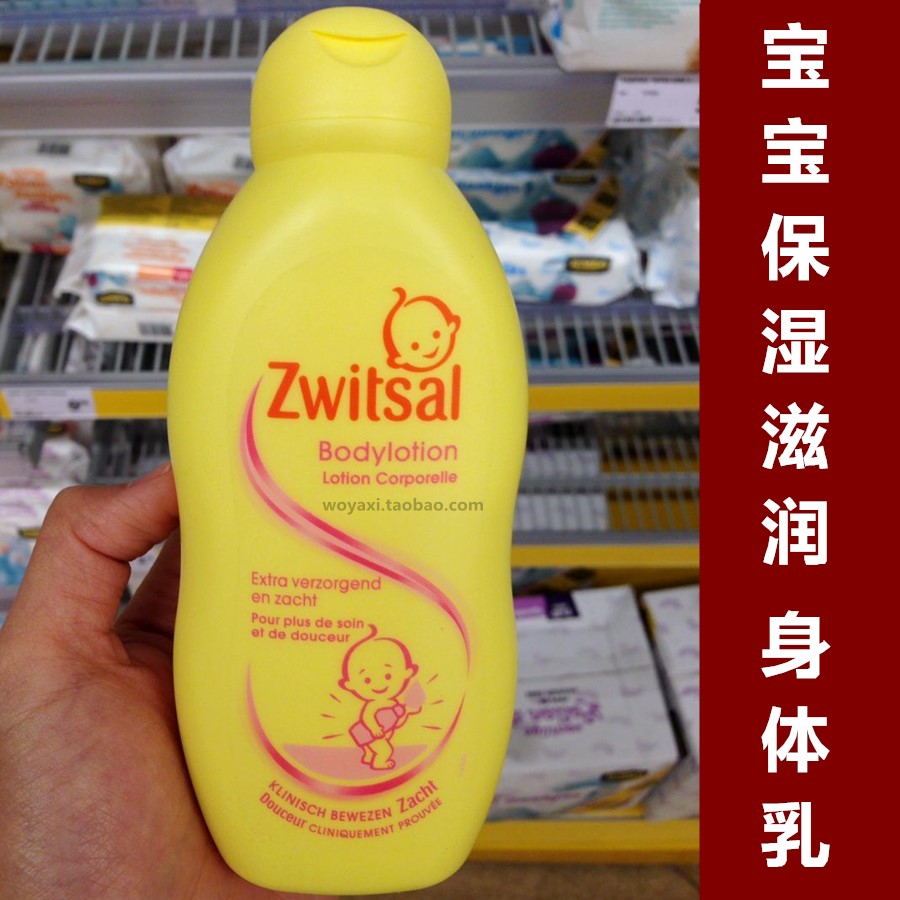 Zwitsal
Bodylotion
Lotion Corporelle
woyaxi.taobao.com
Extra verzorgend
en zacht
Pour plus de soin
et de douceur
KLINISCH BEWEZEN Zacht
Douceur CLINIQUEMENT PROUVÉE
宝宝保湿滋润 身体乳